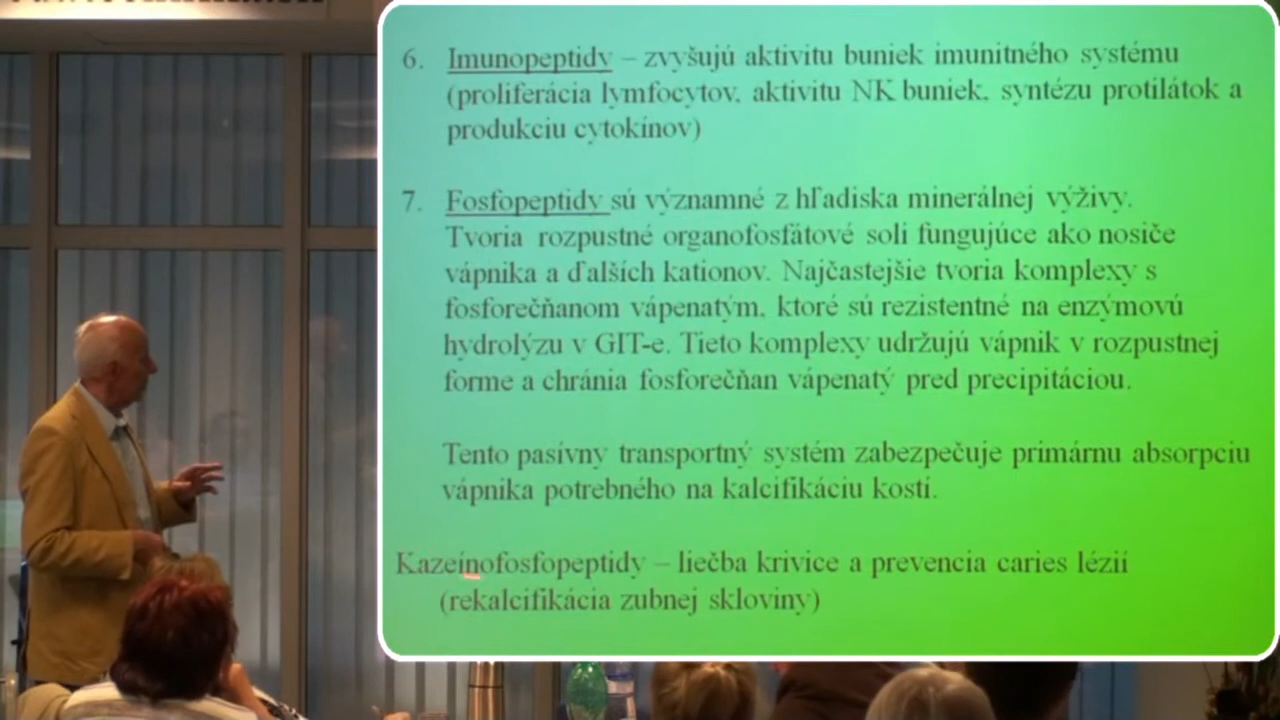 6. Imunopeptidy – zvyšujú aktivitu buniek imunitného systému
(proliferácia lymfocytov, aktivitu NK buniek, syntézu protilátok a
produkciu cytokínov)
7. Fosfopeptidy sú významné z hľadiska minerálnej výživy.
Tvoria rozpustné organofosfátové soli fungujúce ako nosiče
vápnika a ďalších kationov. Najčastejšie tvoria komplexy s
fosforečňanom vápenatým, ktoré sú rezistentné na enzýmovú
hydrolýzu v GIT-e. Tieto komplexy udržujú vápnik v rozpustnej
forme a chránia fosforečňan vápenatý pred precipitáciou.
Tento pasívny transportný systém zabezpečuje primárnu absorpciu
vápnika potrebného na kalcifikáciu kostí.
Kazeínofosfopeptidy – liečba krivice a prevencia caries lézií
(rekalcifikácia zubnej skloviny)